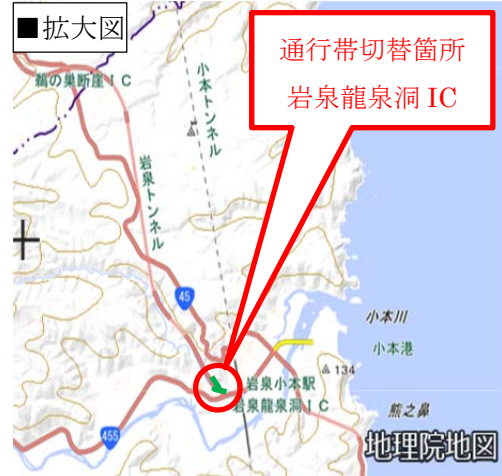 ■拡大図
通行帯切替箇所
岩泉龍泉洞 IC
鵜の巣断崖IC
小本トンネル
岩泉トンネル
45
小本川
小本港
134
岩泉小本駅
岩泉龍泉洞IC
熊之鼻
455
地理院地図